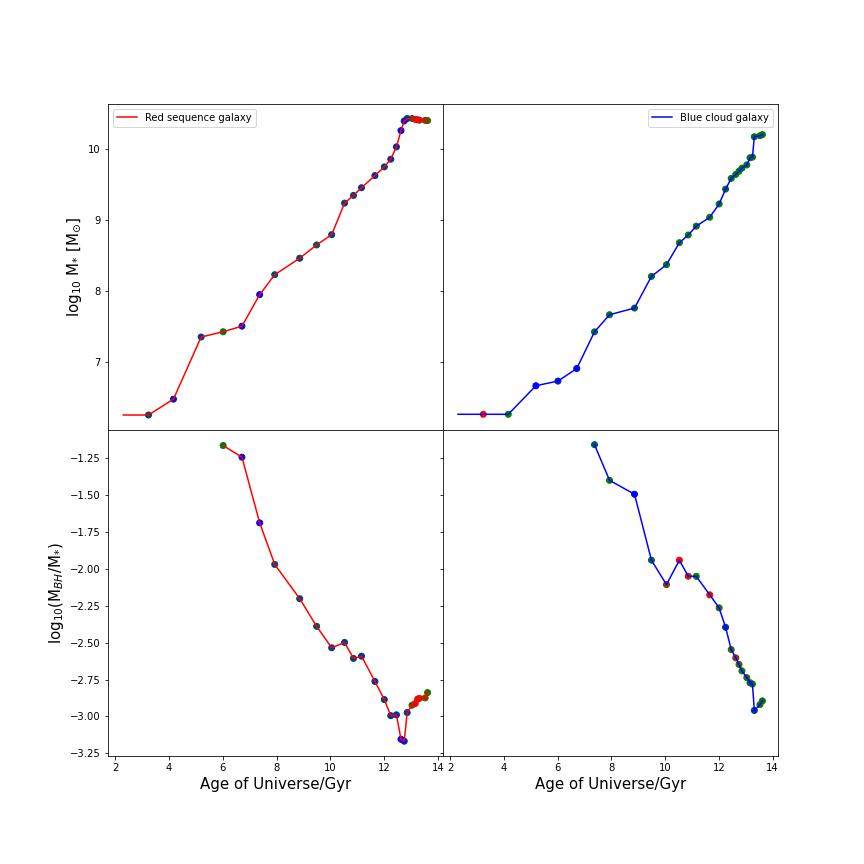 Red sequence galaxy
Blue cloud galaxy
10
9
8
7
log₁₀ M* [M☉]
−1.25
−1.50
−1.75
−2.00
−2.25
−2.50
−2.75
−3.00
−3.25
log₁₀(M_BH/M*)
2 4 6 8 10 12 14 2 4 6 8 10 12 14
Age of Universe/Gyr Age of Universe/Gyr